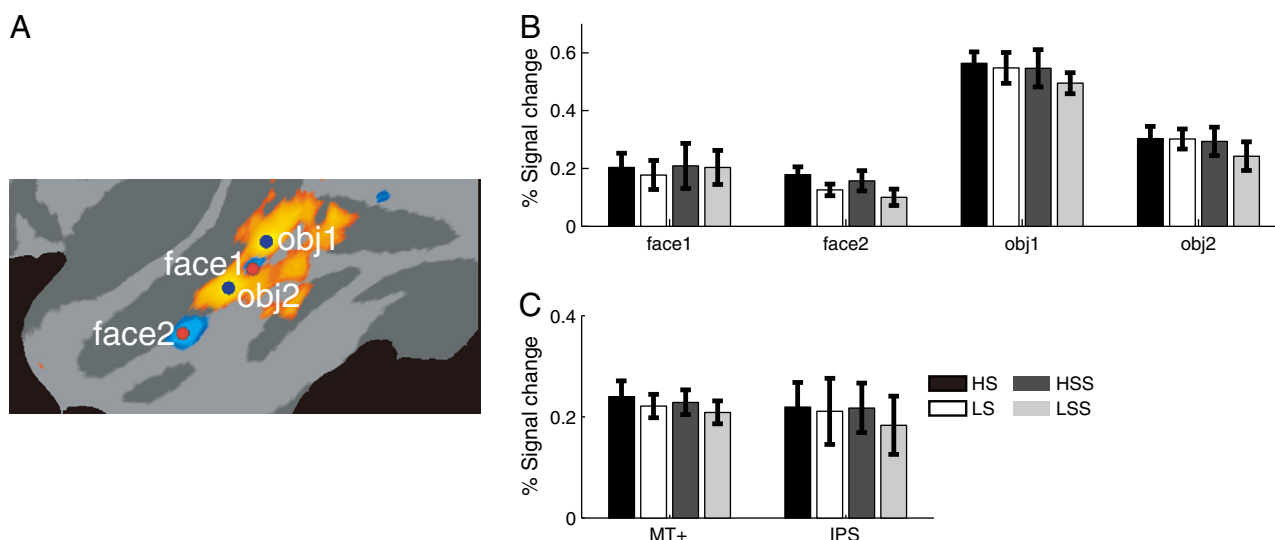 A
obj1
face1
obj2
face2
B
% Signal change
0.6
0.4
0.2
0
face1 face2 obj1 obj2
C
% Signal change
0.4
0.2
0
MT+ IPS
HS HSS
LS LSS